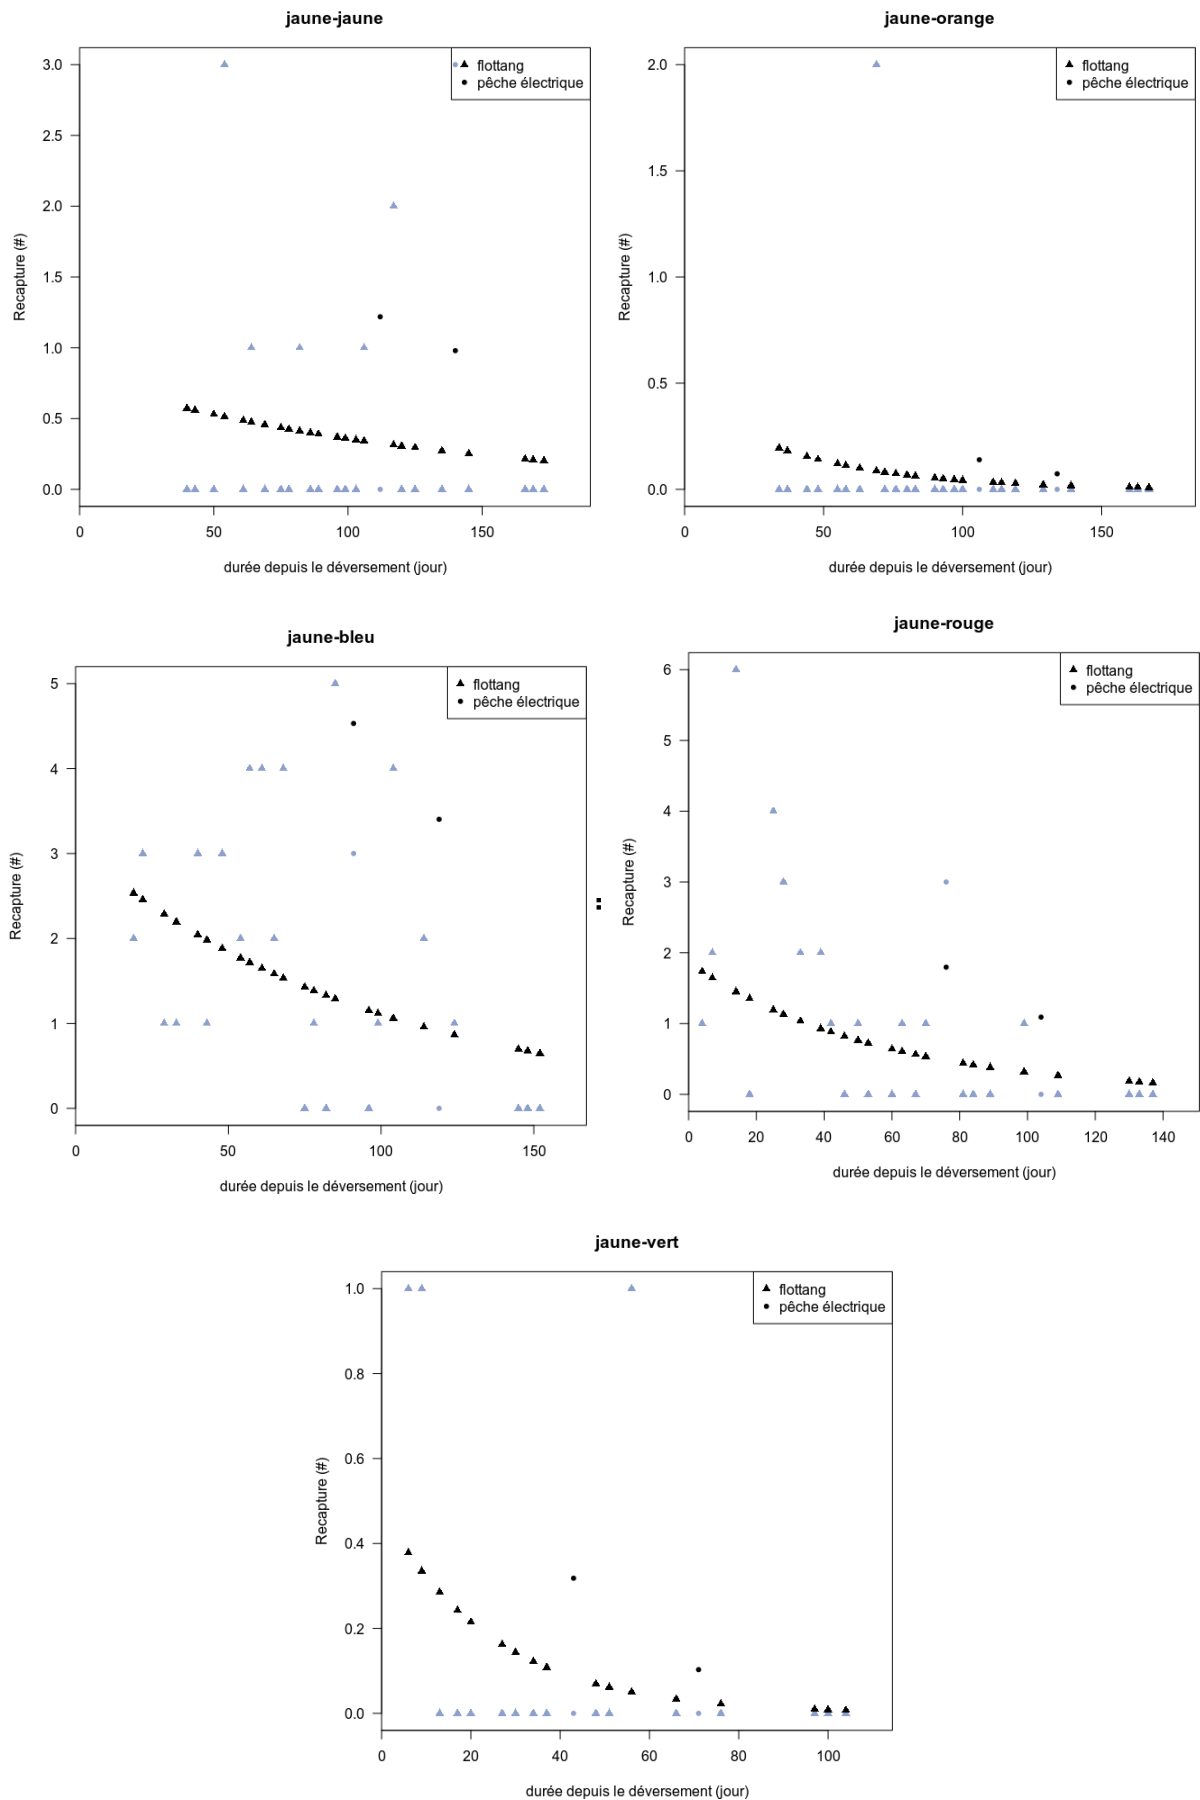 jaune-jaune
3.0
2.5
2.0
1.5
1.0
0.5
0.0
Recapture (#)
flottang
pêche électrique
0
50
100
150
durée depuis le déversement (jour)
jaune-orange
2.0
1.5
1.0
0.5
0.0
Recapture (#)
flottang
pêche électrique
0
50
100
150
durée depuis le déversement (jour)
jaune-bleu
5
4
3
2
1
0
Recapture (#)
flottang
pêche électrique
0
50
100
150
durée depuis le déversement (jour)
jaune-rouge
6
5
4
3
2
1
0
Recapture (#)
flottang
pêche électrique
0
20
40
60
80
100
120
140
durée depuis le déversement (jour)
jaune-vert
1.0
0.8
0.6
0.4
0.2
0.0
Recapture (#)
flottang
pêche électrique
0
20
40
60
80
100
durée depuis le déversement (jour)